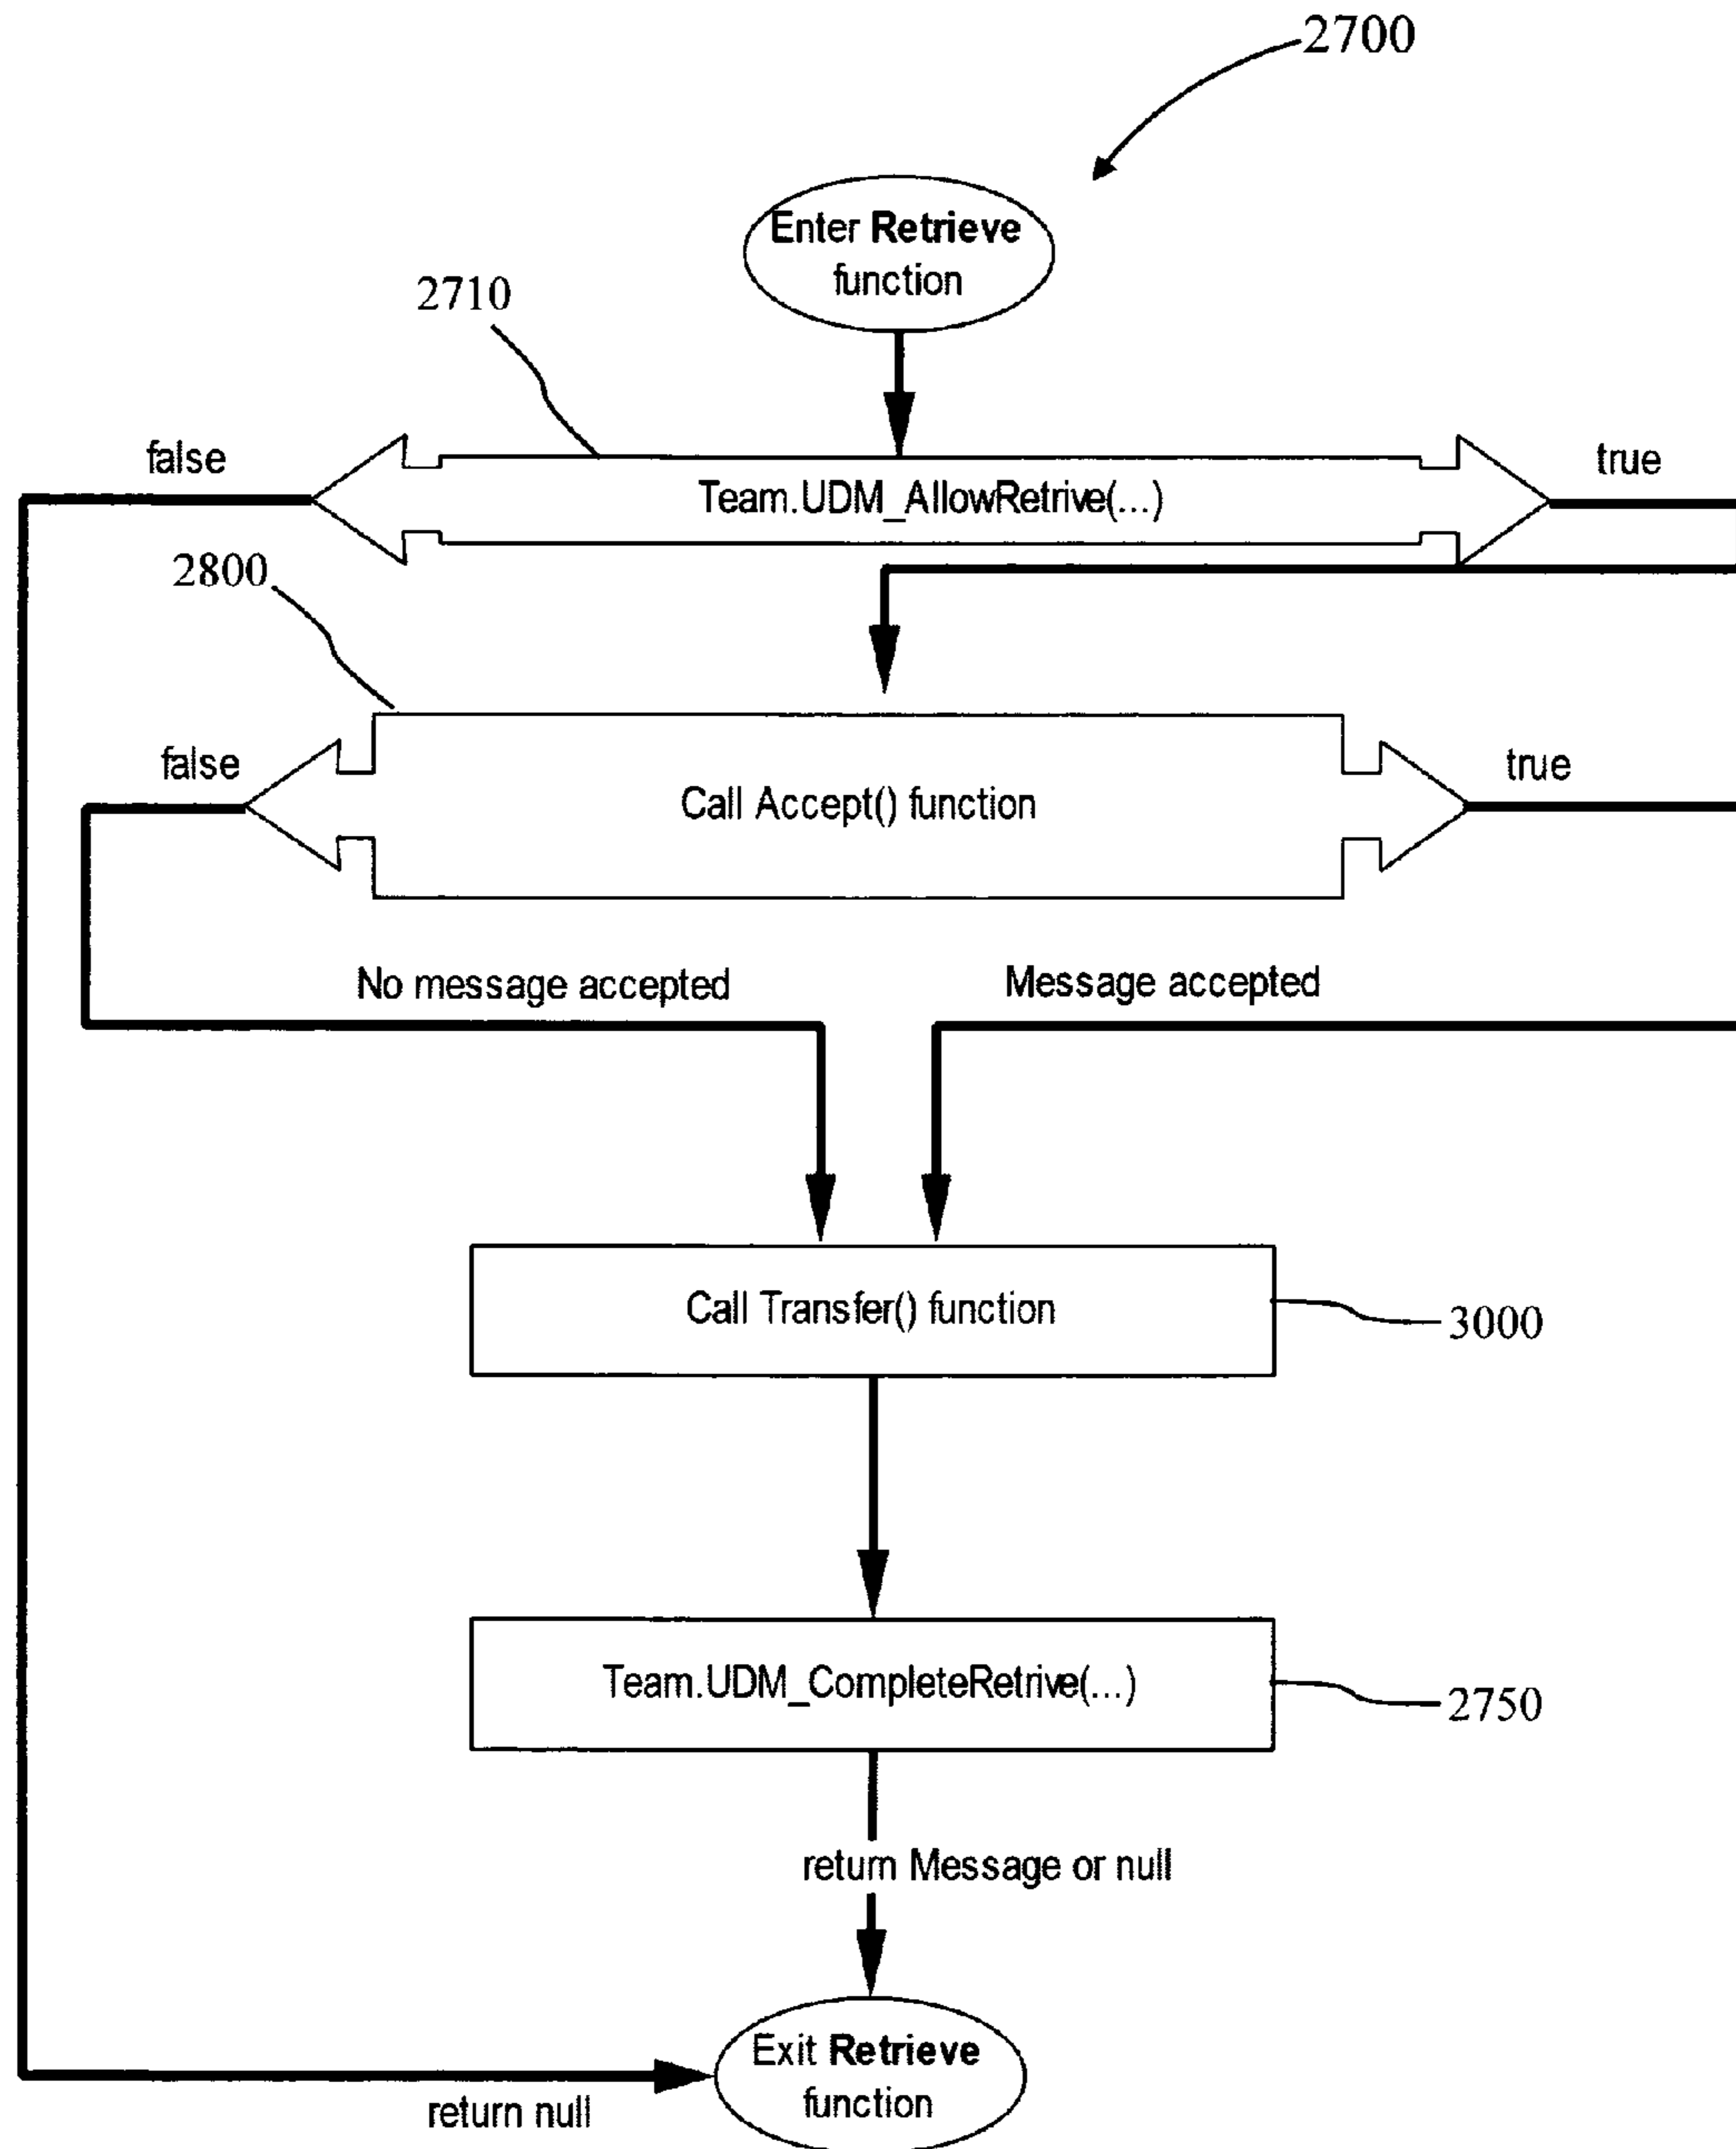 2700
Enter Retrieve
function
2710
false
true
Team.UDM_AllowRetrive(...)
2800
false
true
Call Accept() function
No message accepted
Message accepted
Call Transfer() function
3000
Team.UDM_CompleteRetrive(...)
2750
return Message or null
Exit Retrieve
function
return null